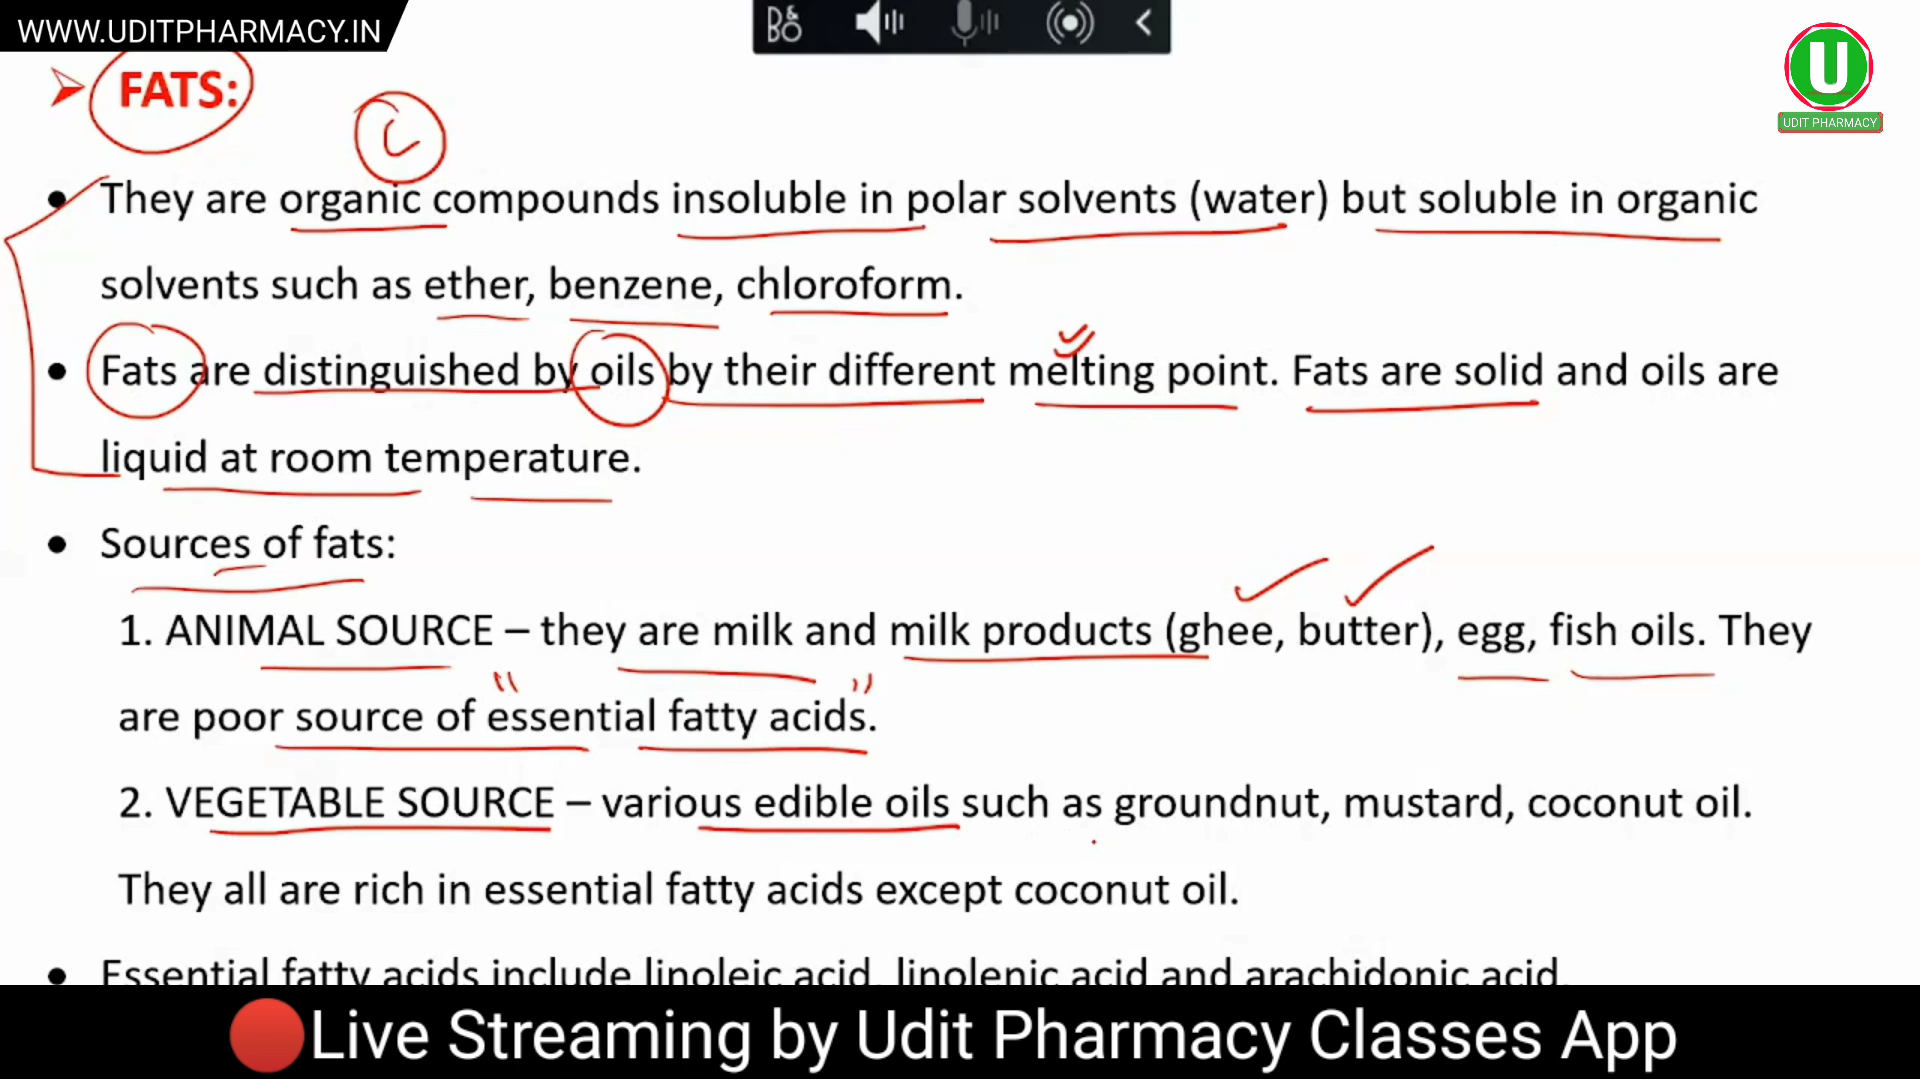 WWW.UDITPHARMACY.IN
B&O
U
UDIT PHARMACY
➢ FATS:
C
• They are organic compounds insoluble in polar solvents (water) but soluble in organic
solvents such as ether, benzene, chloroform.
• Fats are distinguished by oils by their different melting point. Fats are solid and oils are
liquid at room temperature.
• Sources of fats:
1. ANIMAL SOURCE – they are milk and milk products (ghee, butter), egg, fish oils. They
are poor source of "essential fatty acids".
2. VEGETABLE SOURCE – various edible oils such as groundnut, mustard, coconut oil.
They all are rich in essential fatty acids except coconut oil.
• Essential fatty acids include linoleic acid, linolenic acid and arachidonic acid.
🔴Live Streaming by Udit Pharmacy Classes App